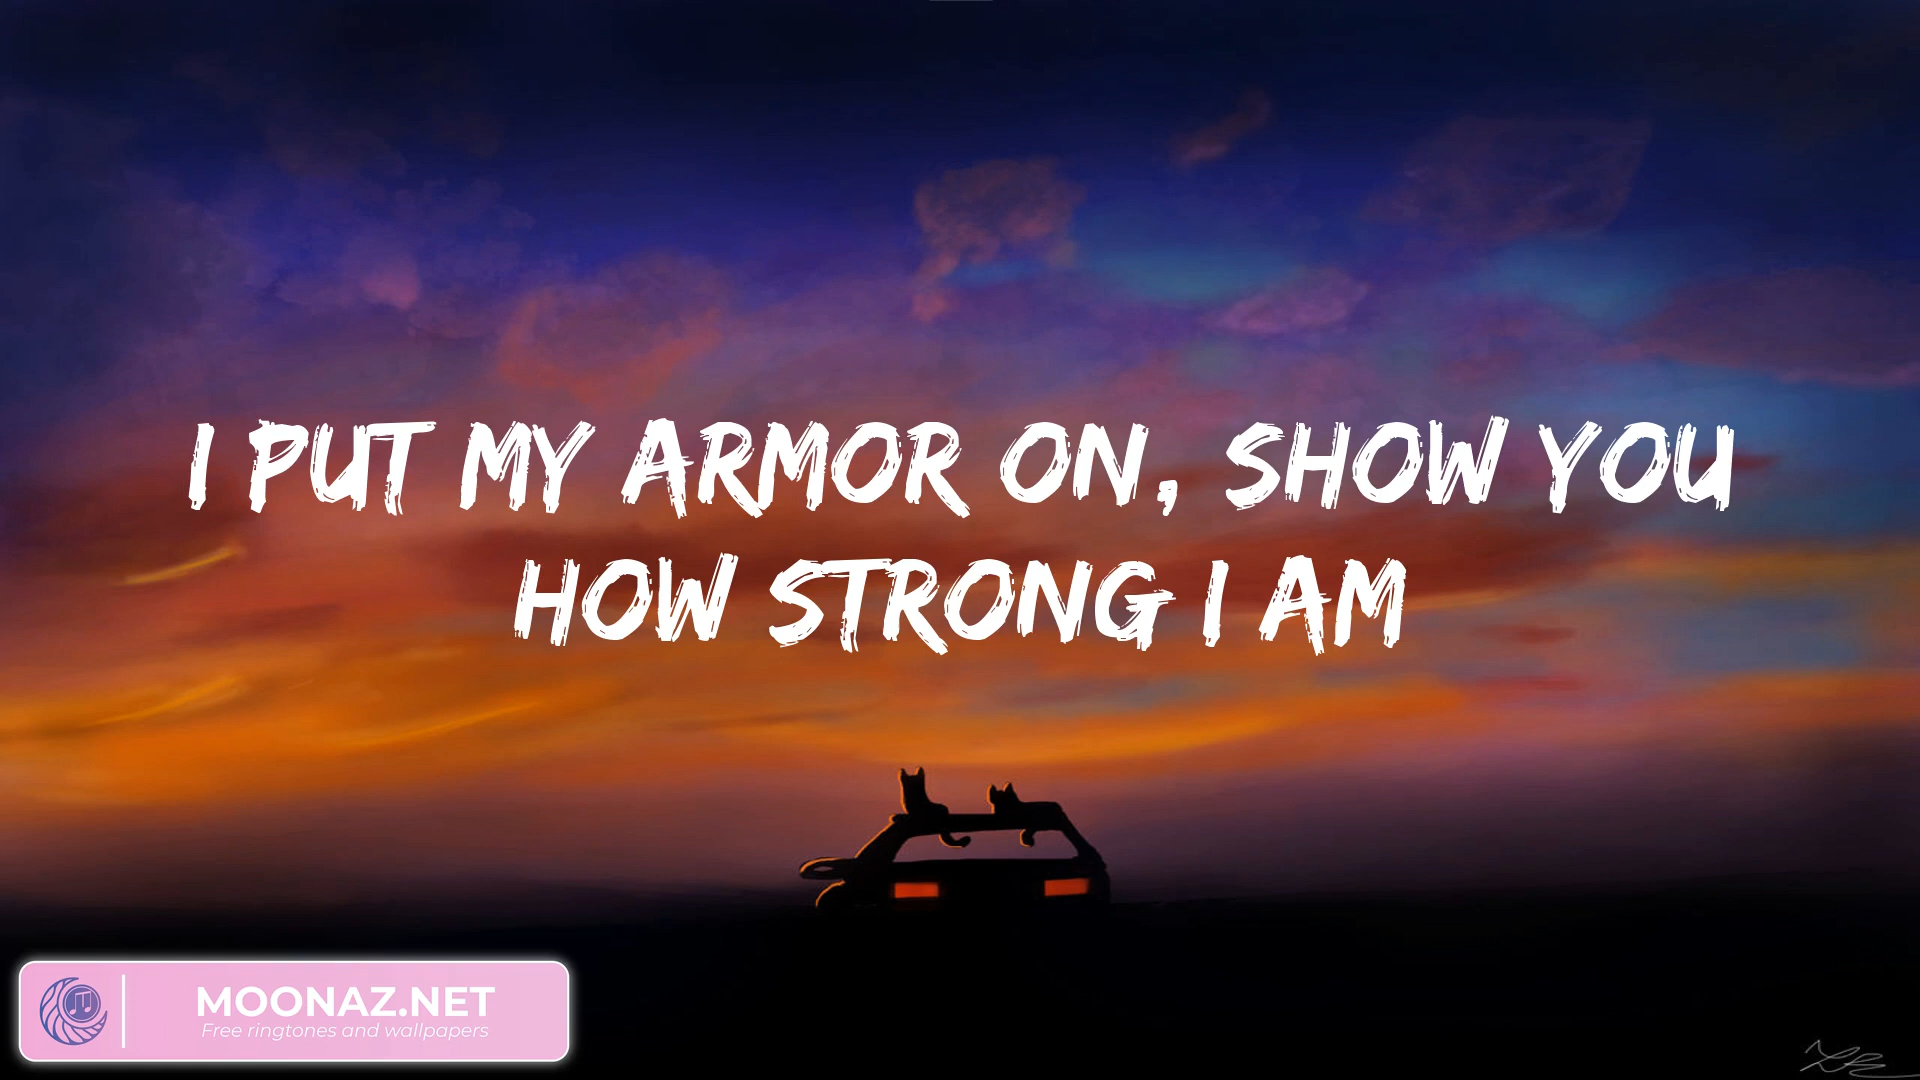 I PUT MY ARMOR ON, SHOW YOU
HOW STRONG I AM
MOONAZ.NET
Free ringtones and wallpapers